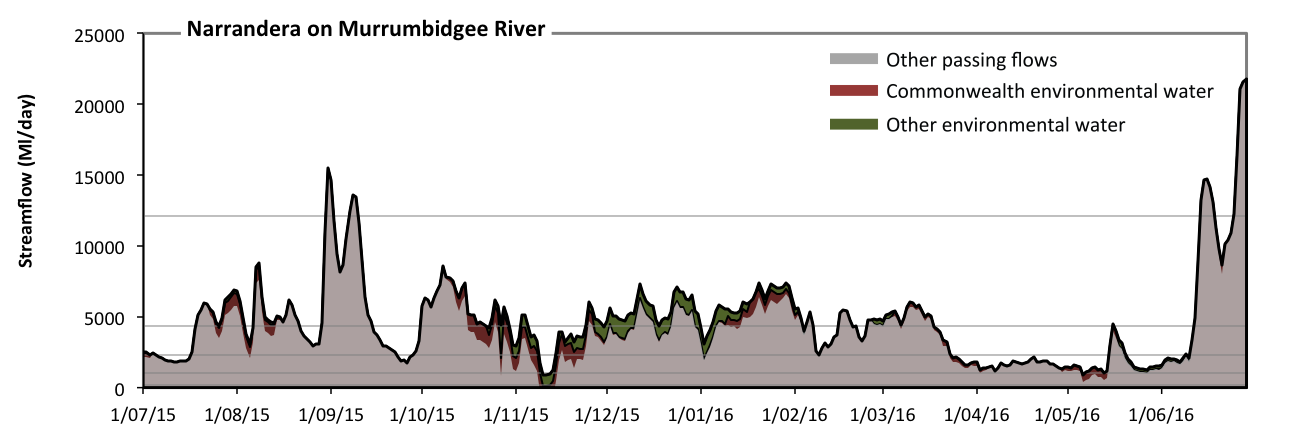 Narrandera on Murrumbidgee River
Streamflow (Ml/day)
25000
20000
15000
10000
5000
0
Other passing flows
Commonwealth environmental water
Other environmental water
1/07/15 1/08/15 1/09/15 1/10/15 1/11/15 1/12/15 1/01/16 1/02/16 1/03/16 1/04/16 1/05/16 1/06/16